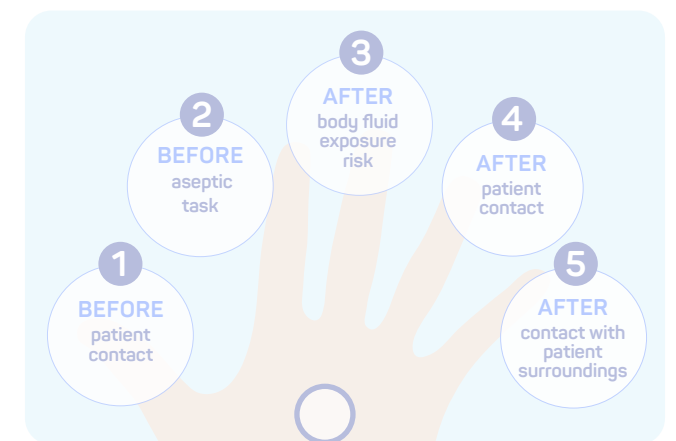 1
BEFORE
patient
contact
2
BEFORE
aseptic
task
3
AFTER
body fluid
exposure
risk
4
AFTER
patient
contact
5
AFTER
contact with
patient
surroundings